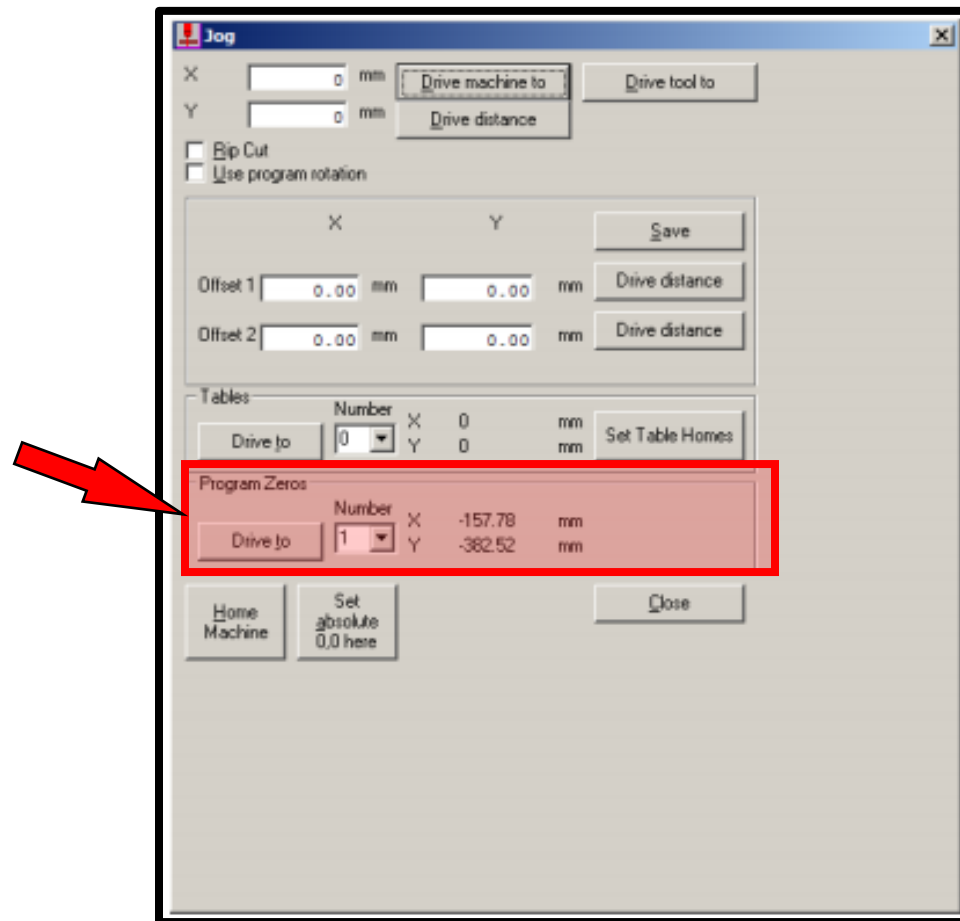 Jog
X 0 mm Drive machine to Drive tool to
Y 0 mm Drive distance
Rip Cut
Use program rotation
X Y Save
Offset 1 0.00 mm 0.00 mm Drive distance
Offset 2 0.00 mm 0.00 mm Drive distance
Tables
Number
Drive to 0 X 0 mm Set Table Homes
Y 0 mm
Program Zeros
Number
Drive to 1 X -157.78 mm
Y -382.52 mm
Home Machine Set absolute 0,0 here Close